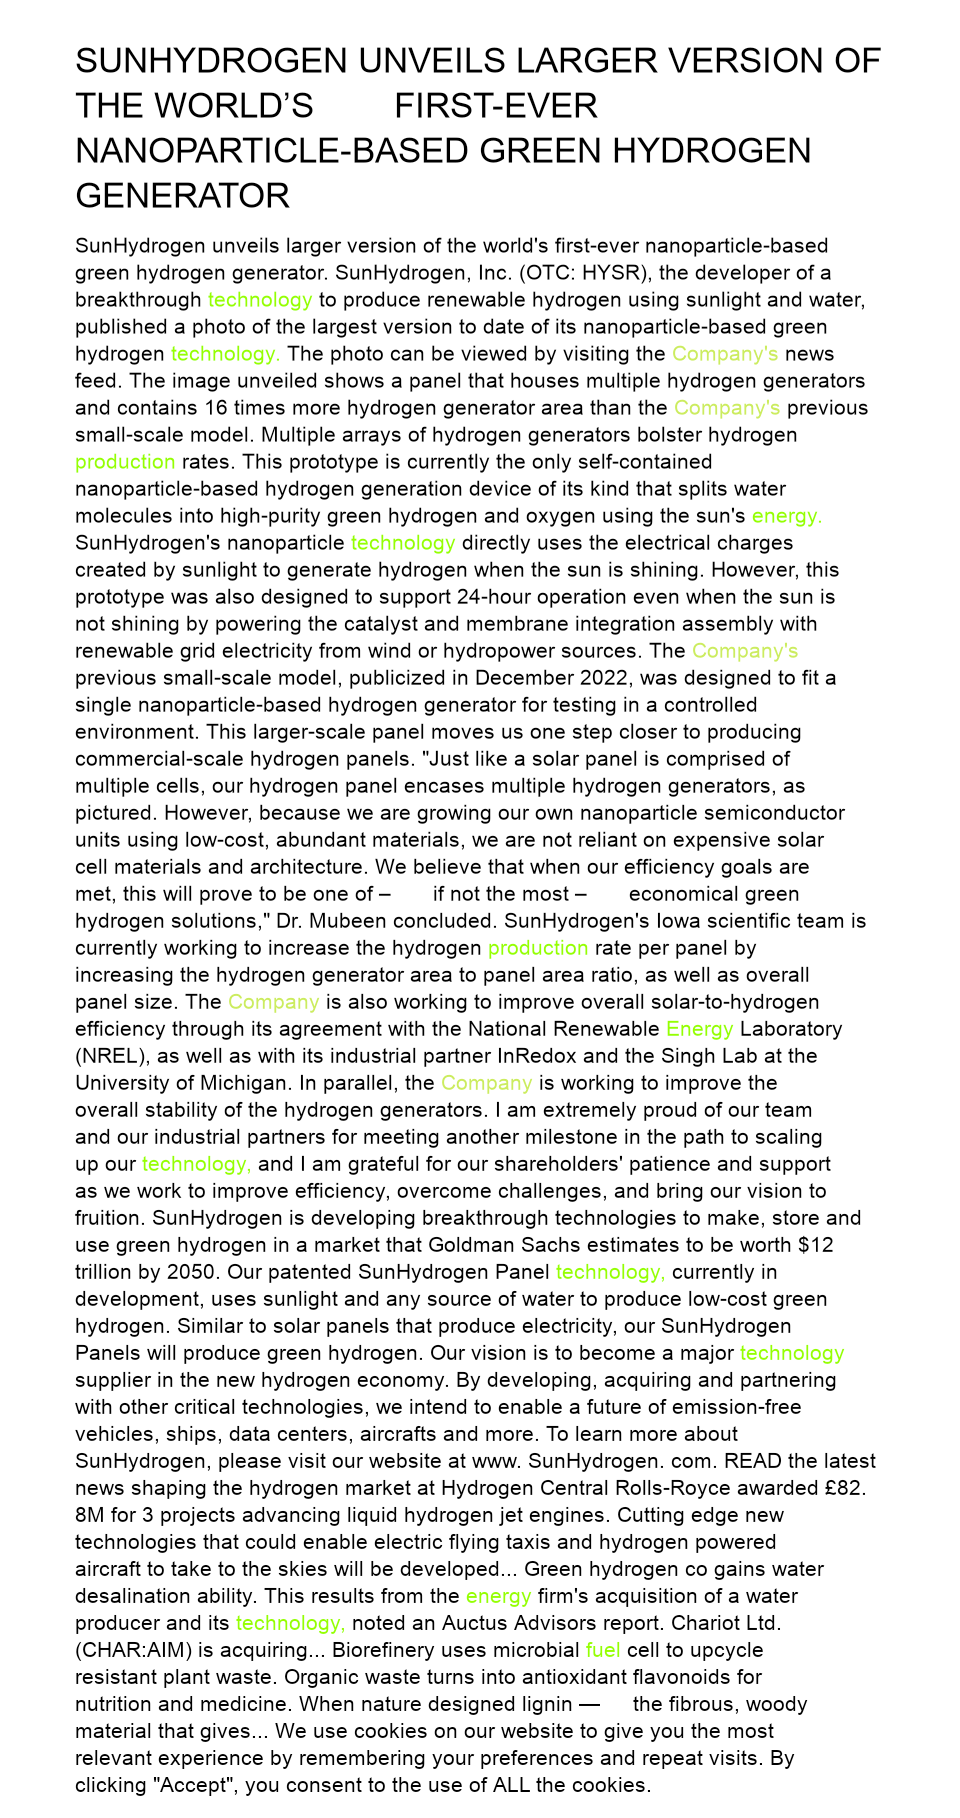 SUNHYDROGEN UNVEILS LARGER VERSION OF
THE WORLD’S FIRST-EVER
NANOPARTICLE-BASED GREEN HYDROGEN
GENERATOR
SunHydrogen unveils larger version of the world's first-ever nanoparticle-based
green hydrogen generator. SunHydrogen, Inc. (OTC: HYSR), the developer of a
breakthrough technology to produce renewable hydrogen using sunlight and water,
published a photo of the largest version to date of its nanoparticle-based green
hydrogen technology. The photo can be viewed by visiting the Company's news
feed. The image unveiled shows a panel that houses multiple hydrogen generators
and contains 16 times more hydrogen generator area than the Company's previous
small-scale model. Multiple arrays of hydrogen generators bolster hydrogen
production rates. This prototype is currently the only self-contained
nanoparticle-based hydrogen generation device of its kind that splits water
molecules into high-purity green hydrogen and oxygen using the sun's energy.
SunHydrogen's nanoparticle technology directly uses the electrical charges
created by sunlight to generate hydrogen when the sun is shining. However, this
prototype was also designed to support 24-hour operation even when the sun is
not shining by powering the catalyst and membrane integration assembly with
renewable grid electricity from wind or hydropower sources. The Company's
previous small-scale model, publicized in December 2022, was designed to fit a
single nanoparticle-based hydrogen generator for testing in a controlled
environment. This larger-scale panel moves us one step closer to producing
commercial-scale hydrogen panels. "Just like a solar panel is comprised of
multiple cells, our hydrogen panel encases multiple hydrogen generators, as
pictured. However, because we are growing our own nanoparticle semiconductor
units using low-cost, abundant materials, we are not reliant on expensive solar
cell materials and architecture. We believe that when our efficiency goals are
met, this will prove to be one of – if not the most – economical green
hydrogen solutions," Dr. Mubeen concluded. SunHydrogen's Iowa scientific team is
currently working to increase the hydrogen production rate per panel by
increasing the hydrogen generator area to panel area ratio, as well as overall
panel size. The Company is also working to improve overall solar-to-hydrogen
efficiency through its agreement with the National Renewable Energy Laboratory
(NREL), as well as with its industrial partner InRedox and the Singh Lab at the
University of Michigan. In parallel, the Company is working to improve the
overall stability of the hydrogen generators. I am extremely proud of our team
and our industrial partners for meeting another milestone in the path to scaling
up our technology, and I am grateful for our shareholders' patience and support
as we work to improve efficiency, overcome challenges, and bring our vision to
fruition. SunHydrogen is developing breakthrough technologies to make, store and
use green hydrogen in a market that Goldman Sachs estimates to be worth $12
trillion by 2050. Our patented SunHydrogen Panel technology, currently in
development, uses sunlight and any source of water to produce low-cost green
hydrogen. Similar to solar panels that produce electricity, our SunHydrogen
Panels will produce green hydrogen. Our vision is to become a major technology
supplier in the new hydrogen economy. By developing, acquiring and partnering
with other critical technologies, we intend to enable a future of emission-free
vehicles, ships, data centers, aircrafts and more. To learn more about
SunHydrogen, please visit our website at www. SunHydrogen. com. READ the latest
news shaping the hydrogen market at Hydrogen Central Rolls-Royce awarded £82.
8M for 3 projects advancing liquid hydrogen jet engines. Cutting edge new
technologies that could enable electric flying taxis and hydrogen powered
aircraft to take to the skies will be developed... Green hydrogen co gains water
desalination ability. This results from the energy firm's acquisition of a water
producer and its technology, noted an Auctus Advisors report. Chariot Ltd.
(CHAR:AIM) is acquiring... Biorefinery uses microbial fuel cell to upcycle
resistant plant waste. Organic waste turns into antioxidant flavonoids for
nutrition and medicine. When nature designed lignin — the fibrous, woody
material that gives... We use cookies on our website to give you the most
relevant experience by remembering your preferences and repeat visits. By
clicking "Accept", you consent to the use of ALL the cookies.